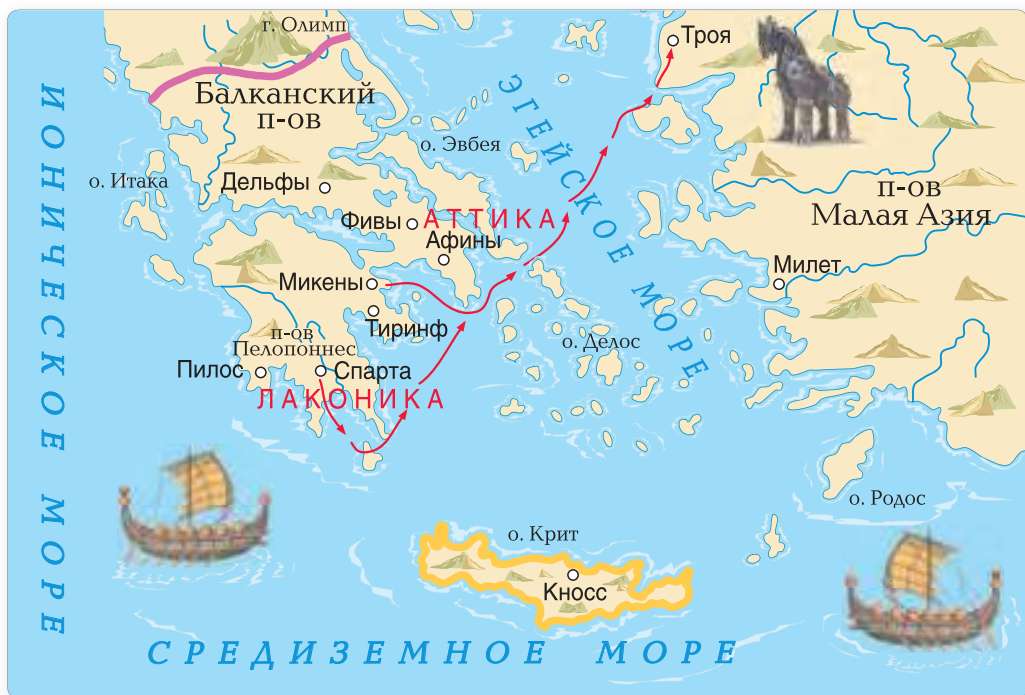 г. Олимп
Троя
Балканский
п-ов
ЭГЕЙСКОЕ МОРЕ
ИОНИЧЕСКОЕ МОРЕ
о. Эвбея
о. Итака
Дельфы
п-ов
Малая Азия
Фивы
АТТИКА
Афины
Милет
Микены
Тиринф
п-ов
Пелопоннес
о. Делос
Пилос
Спарта
ЛАКОНИКА
о. Родос
о. Крит
Кносс
СРЕДИЗЕМНОЕ МОРЕ